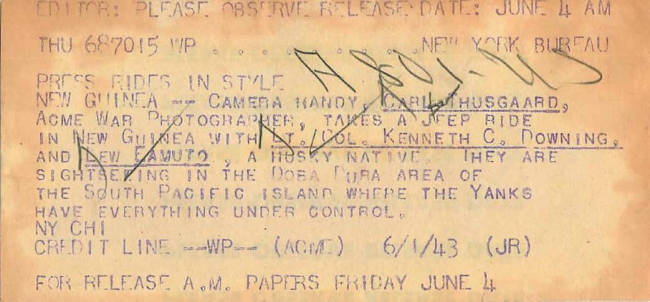 EDITOR: PLEASE OBSERVE RELEASE DATE: JUNE 4 AM
THU 687015 WP . . . . . . . . . . . NEW YORK BUREAU
PRESS RIDES IN STYLE
NEW GUINEA -- CAMERA HANDY, CARL THUSGAARD,
ACME WAR PHOTOGRAPHER, TAKES A JEEP RIDE
IN NEW GUINEA WITH LT. COL. KENNETH C. DOWNING,
AND DEW BAMUTO, A HUSKY NATIVE. THEY ARE
SIGHTSEEING IN THE DOBA DURA AREA OF
THE SOUTH PACIFIC ISLAND WHERE THE YANKS
HAVE EVERYTHING UNDER CONTROL.
NY CHI
CREDIT LINE --WP-- (ACME) 6/1/43 (JR)
FOR RELEASE A.M. PAPERS FRIDAY JUNE 4